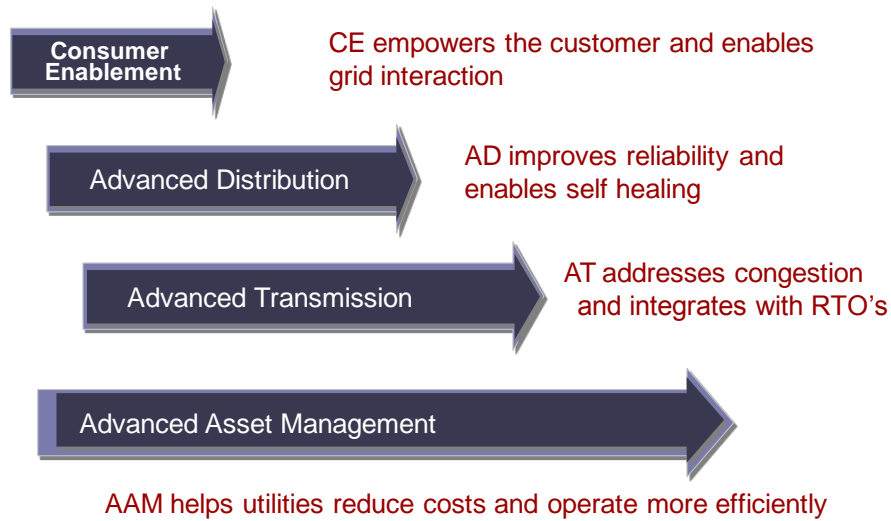 Consumer
Enablement
CE empowers the customer and enables
grid interaction
Advanced Distribution
AD improves reliability and
enables self healing
Advanced Transmission
AT addresses congestion
and integrates with RTO's
Advanced Asset Management
AAM helps utilities reduce costs and operate more efficiently